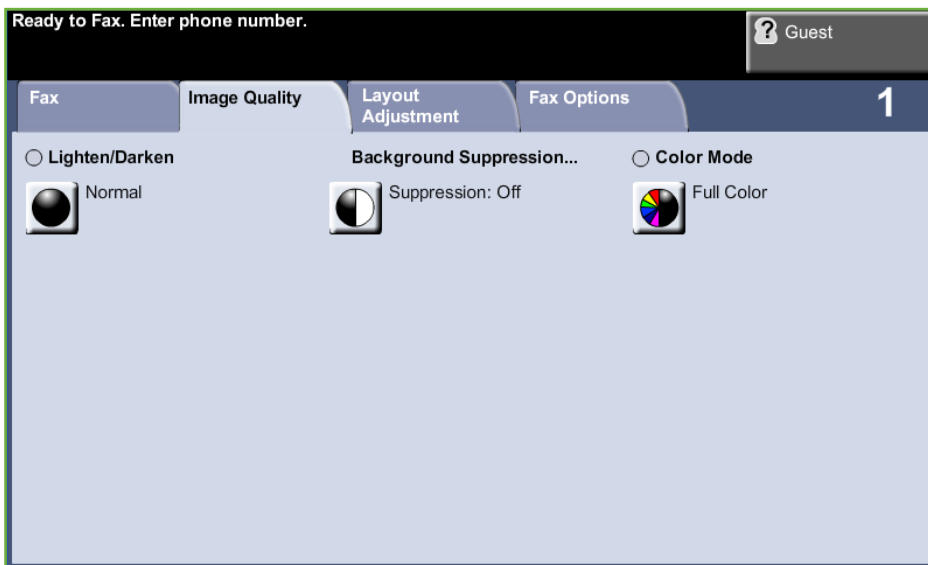 Ready to Fax. Enter phone number.
? Guest
Fax
Image Quality
Layout
Adjustment
Fax Options
1
Lighten/Darken
Normal
Background Suppression...
Suppression: Off
Color Mode
Full Color